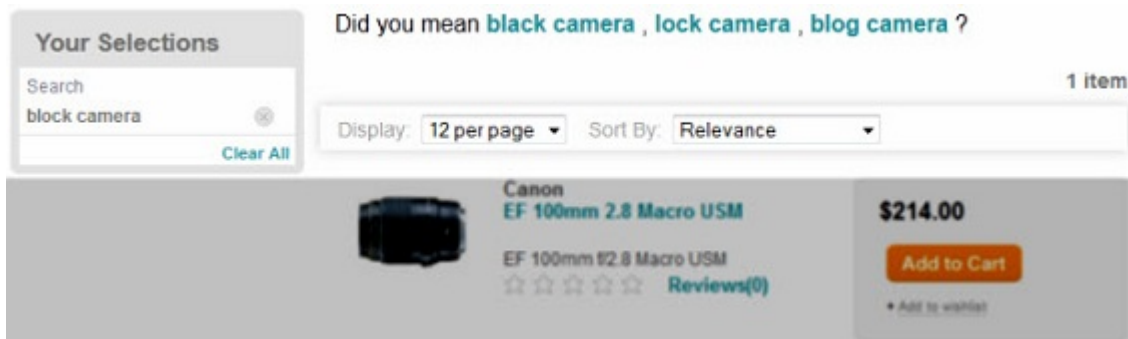 Your Selections
Search
block camera
Clear All
Did you mean black camera , lock camera , blog camera ?
1 item
Display: 12 per page Sort By: Relevance
Canon
EF 100mm 2.8 Macro USM
EF 100mm f/2.8 Macro USM
Reviews(0)
$214.00
Add to Cart
Add to wishlist